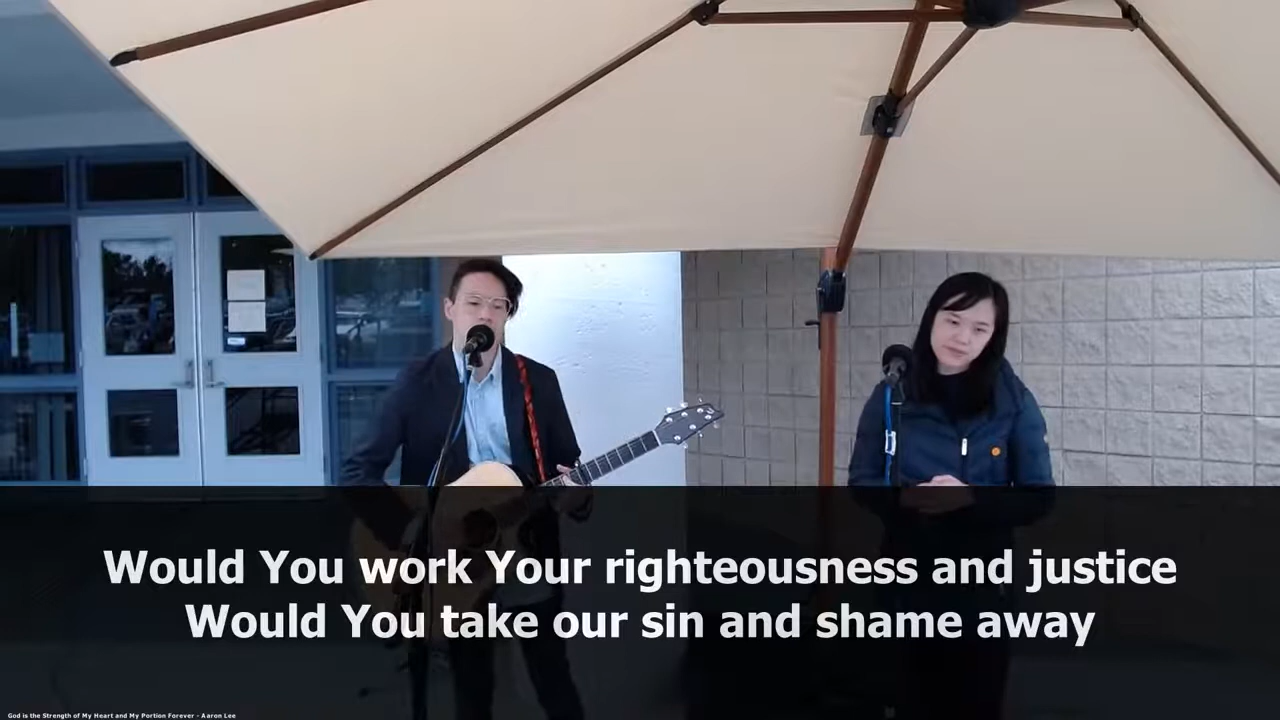 Would You work Your righteousness and justice
Would You take our sin and shame away
God is the Strength of My Heart and My Portion Forever - Aaron Lee